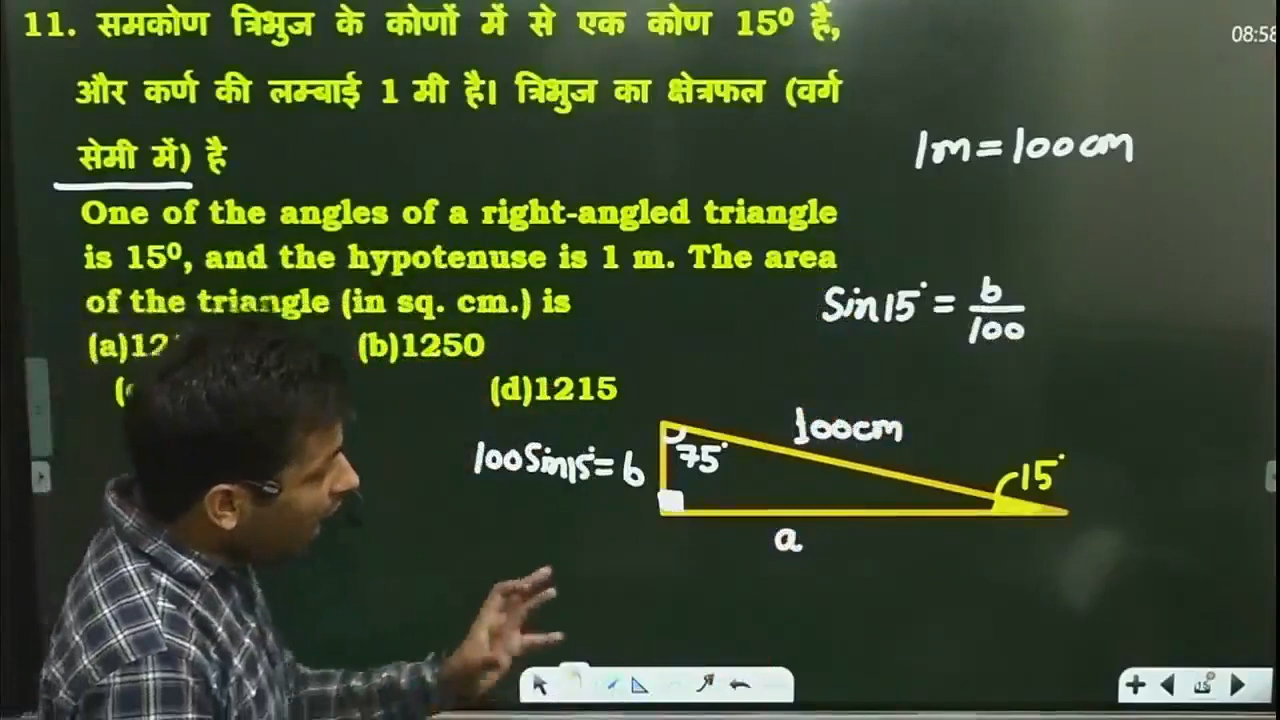 11. समकोण त्रिभुज के कोणों में से एक कोण 15⁰ है,
और कर्ण की लम्बाई 1 मी है। त्रिभुज का क्षेत्रफल (वर्ग
सेमी में) है
One of the angles of a right-angled triangle
is 15⁰, and the hypotenuse is 1 m. The area
of the triangle (in sq. cm.) is
(b)1250
(d)1215
08:58
1m=100cm
Sin15°=b/100
100cm
100Sin15°=b
75°
15°
a